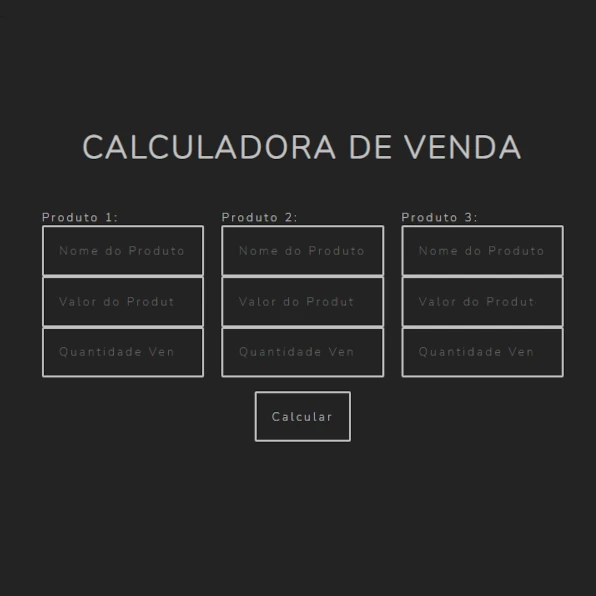 CALCULADORA DE VENDA
Produto 1: Produto 2: Produto 3:
Nome do Produto Nome do Produto Nome do Produto
Valor do Produt Valor do Produt Valor do Produt
Quantidade Ven Quantidade Ven Quantidade Ven
Calcular